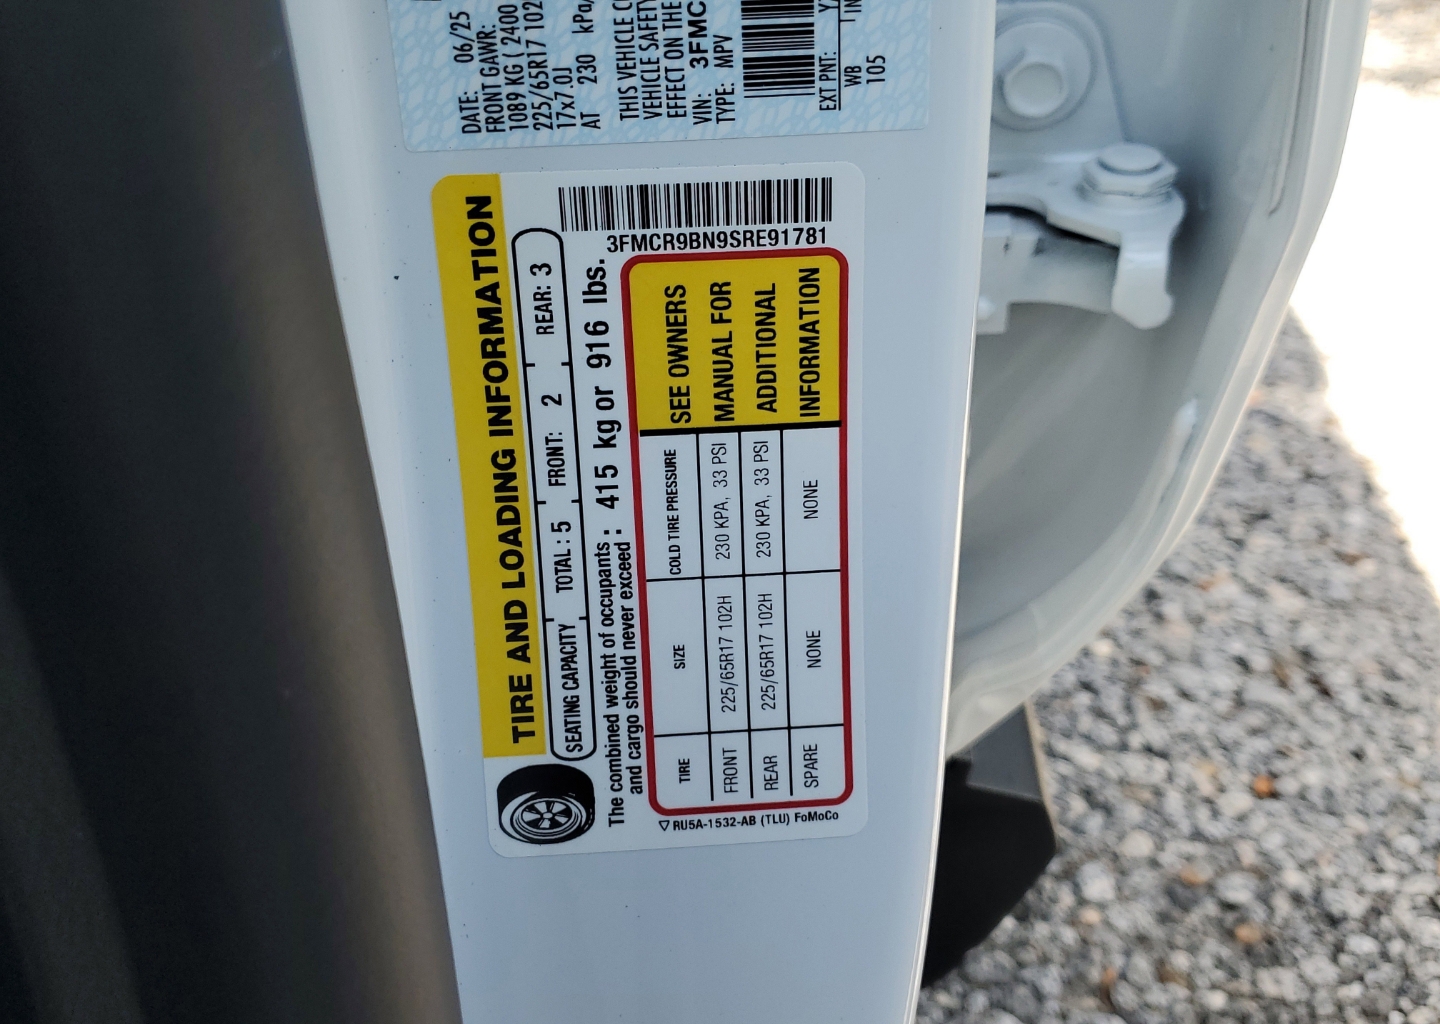 DATE: 06/25
FRONT GAWR:
1089 KG ( 2400
225/65R17 102
17x7.0J
AT 230 kPa/
THIS VEHICLE C
VEHICLE SAFETY
EFFECT ON THE
VIN: 3FMC
TYPE: MPV
EXT PNT:
WB
105
TIRE AND LOADING INFORMATION
SEATING CAPACITY TOTAL: 5 FRONT: 2 REAR: 3
The combined weight of occupants
and cargo should never exceed : 415 kg or 916 lbs.
3FMCR9BN9SRE91781
TIRE SIZE COLD TIRE PRESSURE
FRONT 225/65R17 102H 230 KPA, 33 PSI
REAR 225/65R17 102H 230 KPA, 33 PSI
SPARE NONE NONE
SEE OWNERS
MANUAL FOR
ADDITIONAL
INFORMATION
RU5A-1532-AB (TLU) FoMoCo